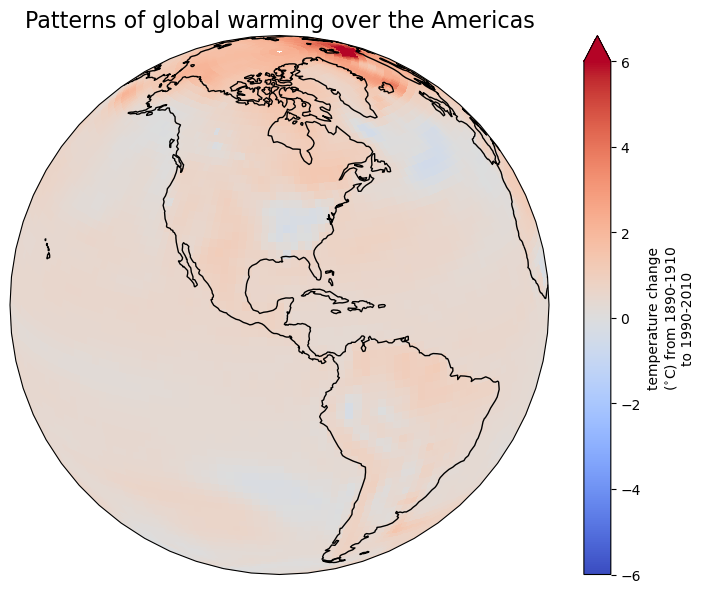 Patterns of global warming over the Americas
6
4
2
0
−2
−4
−6
temperature change
(°C) from 1890-1910
to 1990-2010